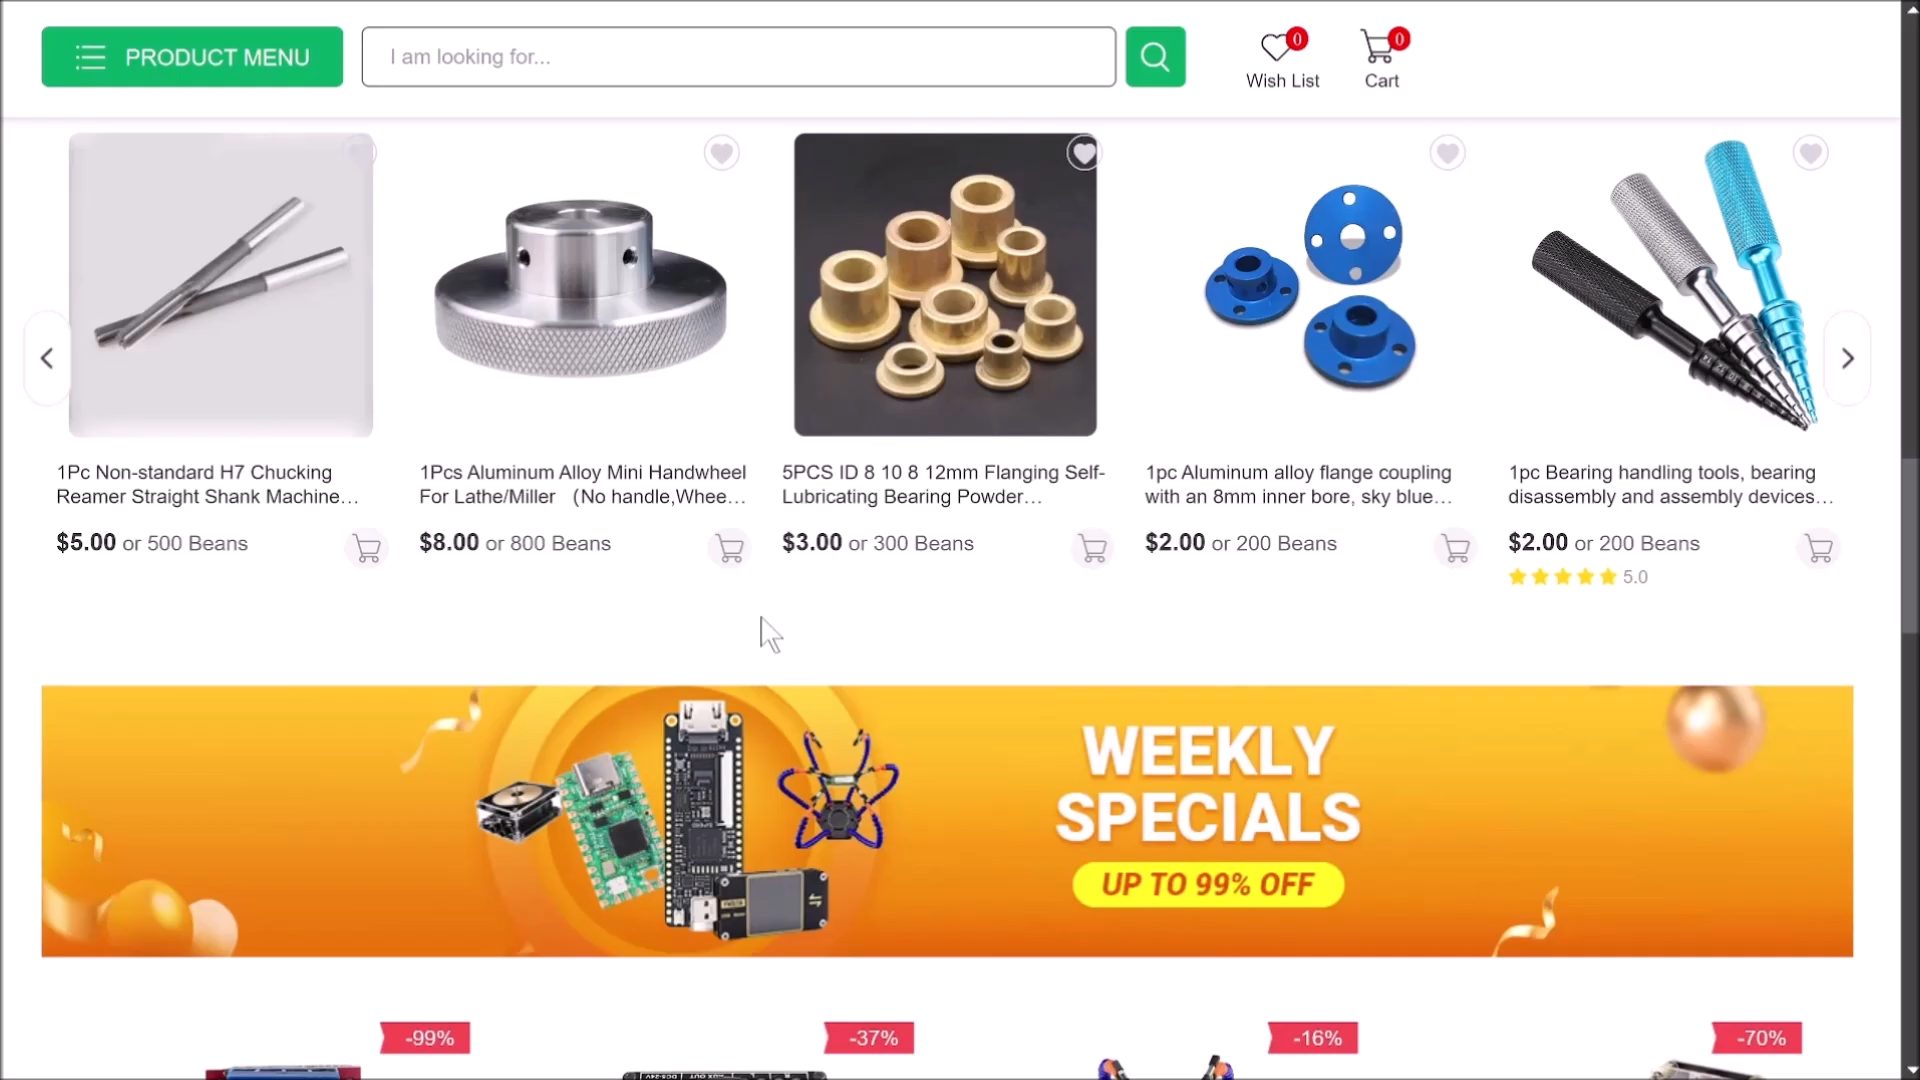 PRODUCT MENU
I am looking for...
0
Wish List
0
Cart
1Pc Non-standard H7 Chucking
Reamer Straight Shank Machine...
$5.00 or 500 Beans
1Pcs Aluminum Alloy Mini Handwheel
For Lathe/Miller （No handle,Whee...
$8.00 or 800 Beans
5PCS ID 8 10 8 12mm Flanging Self-
Lubricating Bearing Powder...
$3.00 or 300 Beans
1pc Aluminum alloy flange coupling
with an 8mm inner bore, sky blue...
$2.00 or 200 Beans
1pc Bearing handling tools, bearing
disassembly and assembly devices...
$2.00 or 200 Beans
5.0
WEEKLY
SPECIALS
UP TO 99% OFF
-99%
-37%
-16%
-70%